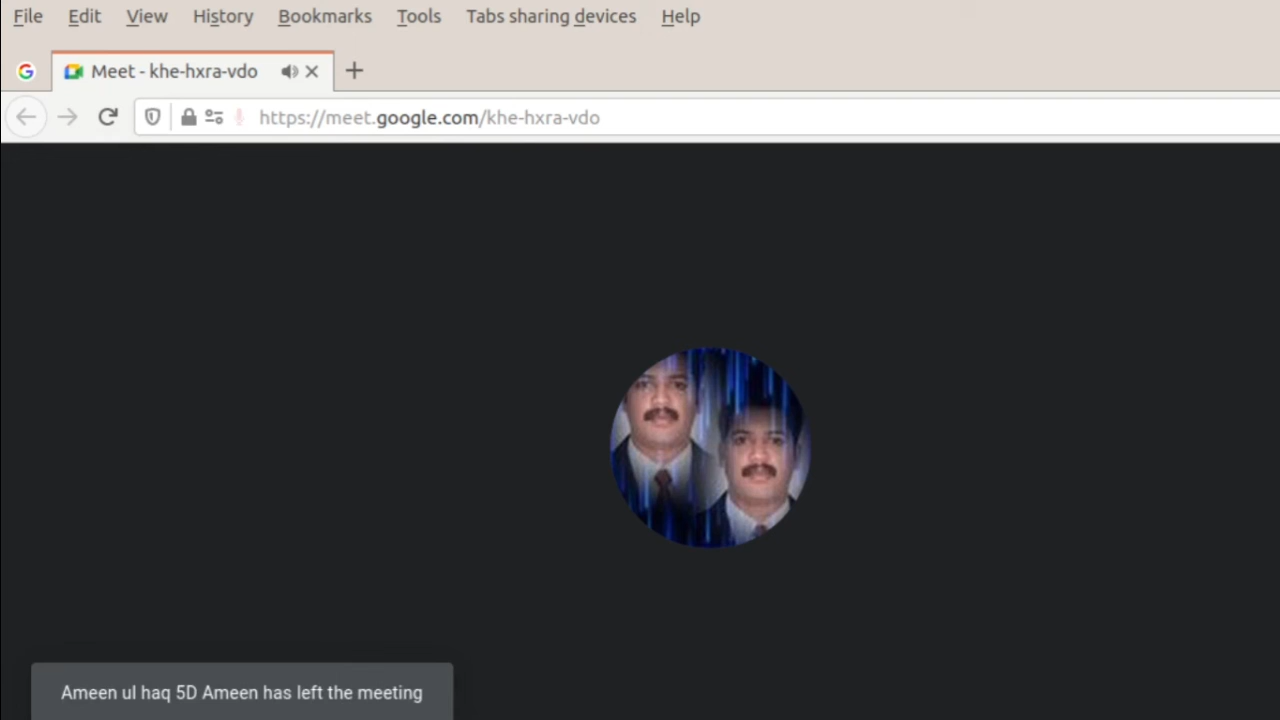 File Edit View History Bookmarks Tools Tabs sharing devices Help
Meet - khe-hxra-vdo
https://meet.google.com/khe-hxra-vdo
Ameen ul haq 5D Ameen has left the meeting